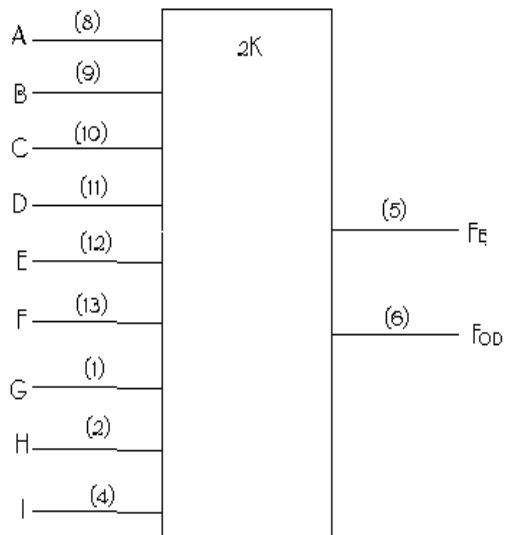 A (8)
2K
B (9)
C (10)
D (11)
(5) FE
E (12)
F (13)
(6) FOD
G (1)
H (2)
I (4)